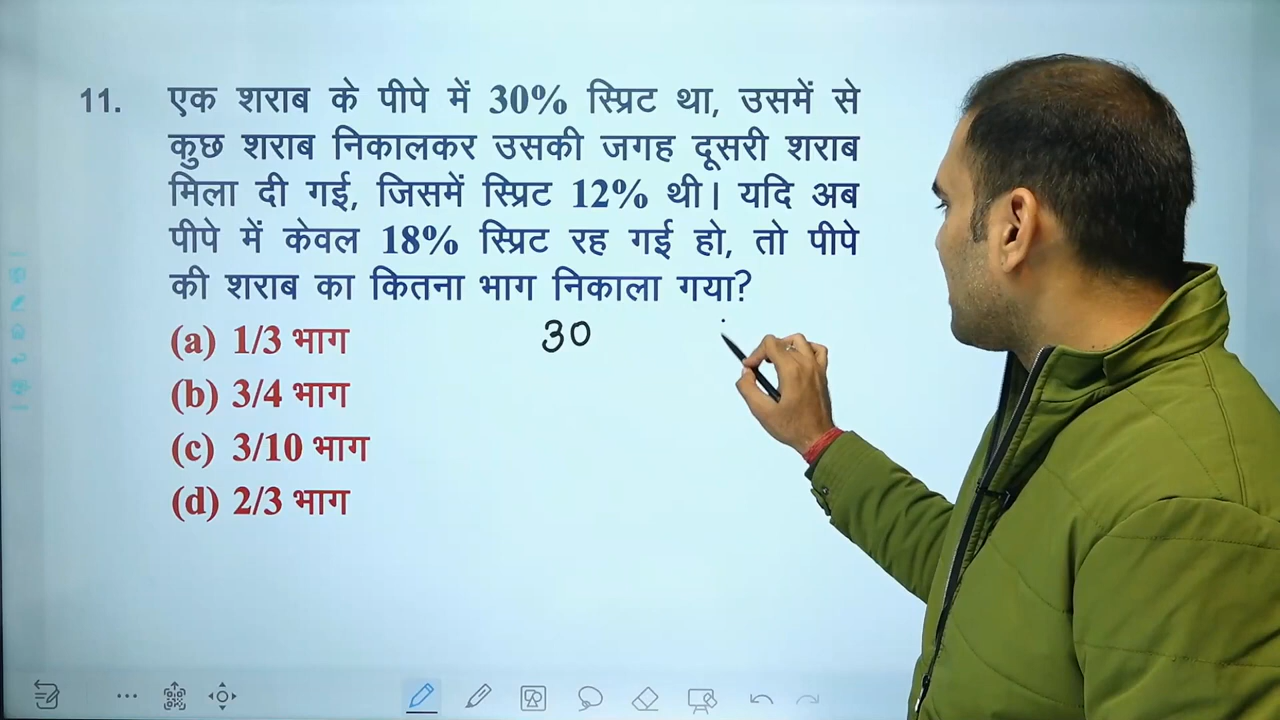 11. एक शराब के पीपे में 30% स्प्रिट था, उसमें से
कुछ शराब निकालकर उसकी जगह दूसरी शराब
मिला दी गई, जिसमें स्प्रिट 12% थी। यदि अब
पीपे में केवल 18% स्प्रिट रह गई हो, तो पीपे
की शराब का कितना भाग निकाला गया?
(a) 1/3 भाग
30
(b) 3/4 भाग
(c) 3/10 भाग
(d) 2/3 भाग